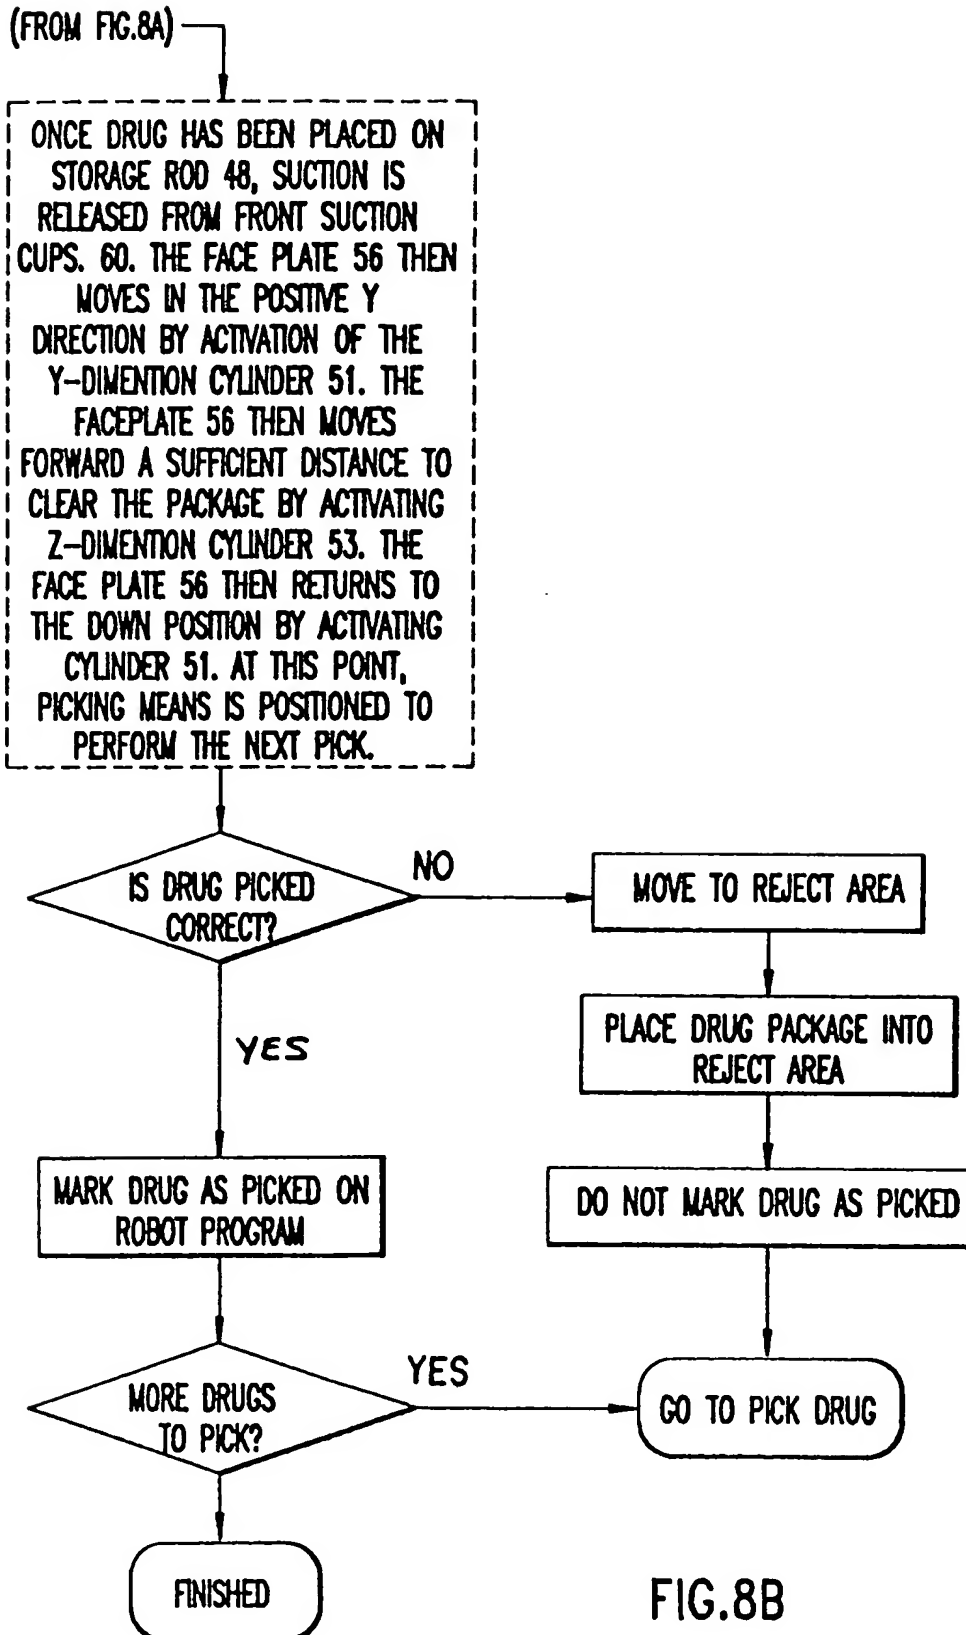 (FROM FIG.8A)
ONCE DRUG HAS BEEN PLACED ON
STORAGE ROD 48, SUCTION IS
RELEASED FROM FRONT SUCTION
CUPS. 60. THE FACE PLATE 56 THEN
MOVES IN THE POSITIVE Y
DIRECTION BY ACTIVATION OF THE
Y-DIMENTION CYLINDER 51. THE
FACEPLATE 56 THEN MOVES
FORWARD A SUFFICIENT DISTANCE TO
CLEAR THE PACKAGE BY ACTIVATING
Z-DIMENTION CYLINDER 53. THE
FACE PLATE 56 THEN RETURNS TO
THE DOWN POSITION BY ACTIVATING
CYLINDER 51. AT THIS POINT,
PICKING MEANS IS POSITIONED TO
PERFORM THE NEXT PICK.
IS DRUG PICKED
CORRECT?
NO
MOVE TO REJECT AREA
PLACE DRUG PACKAGE INTO
REJECT AREA
YES
MARK DRUG AS PICKED ON
ROBOT PROGRAM
DO NOT MARK DRUG AS PICKED
MORE DRUGS
TO PICK?
YES
GO TO PICK DRUG
FINISHED
FIG.8B